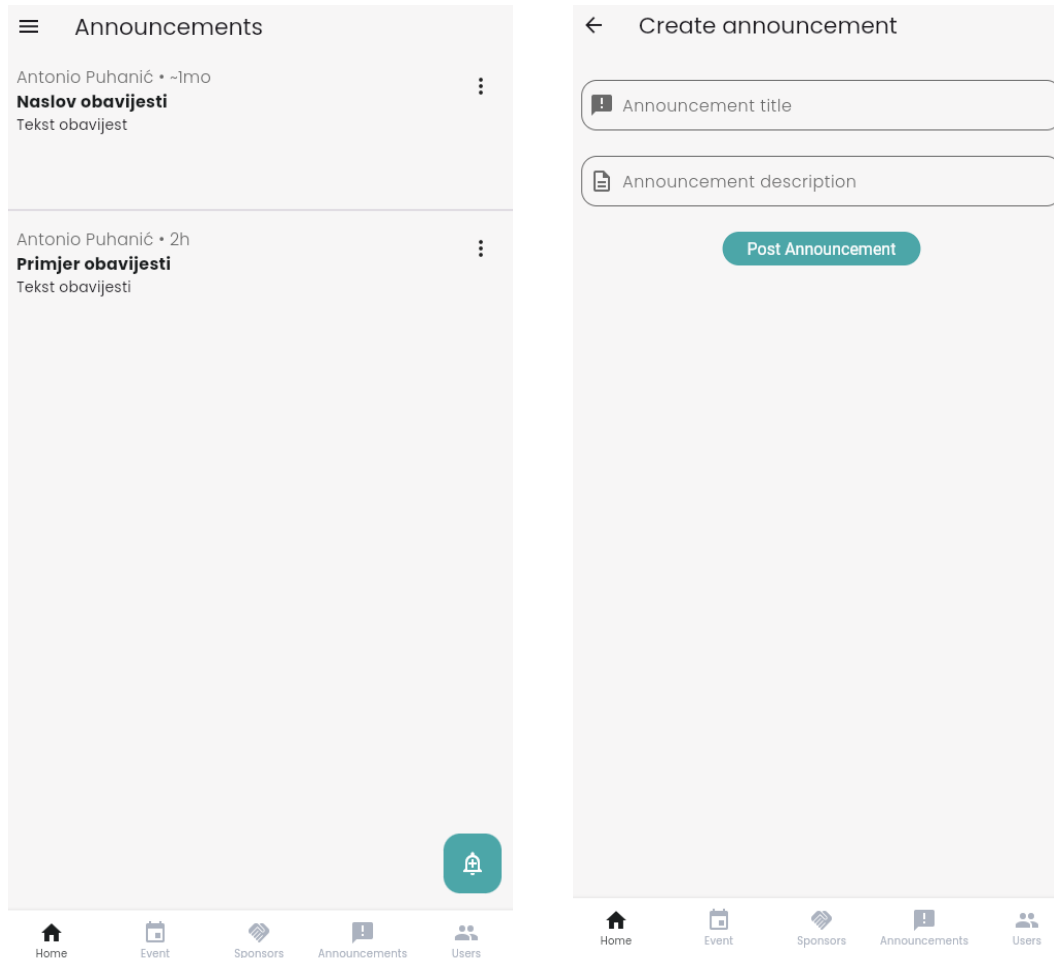 Announcements
Antonio Puhanić • ~1mo
Naslov obavijesti
Tekst obavijest
Antonio Puhanić • 2h
Primjer obavijesti
Tekst obavijesti
Home
Event
Sponsors
Announcements
Users
Create announcement
Announcement title
Announcement description
Post Announcement
Home
Event
Sponsors
Announcements
Users